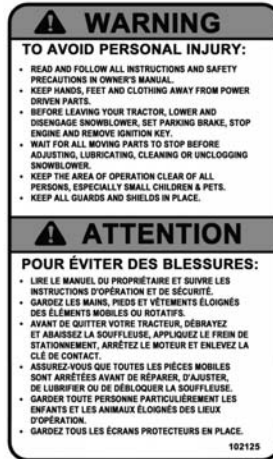 WARNING
TO AVOID PERSONAL INJURY:
• READ AND FOLLOW ALL INSTRUCTIONS AND SAFETY
PRECAUTIONS IN OWNER'S MANUAL.
• KEEP HANDS, FEET AND CLOTHING AWAY FROM POWER
DRIVEN PARTS.
• BEFORE LEAVING YOUR TRACTOR, LOWER AND
DISENGAGE SNOWBLOWER, SET PARKING BRAKE, STOP
ENGINE AND REMOVE IGNITION KEY.
• WAIT FOR ALL MOVING PARTS TO STOP BEFORE
ADJUSTING, LUBRICATING, CLEANING OR UNCLOGGING
SNOWBLOWER.
• KEEP THE AREA OF OPERATION CLEAR OF ALL
PERSONS, ESPECIALLY SMALL CHILDREN & PETS.
• KEEP ALL GUARDS AND SHIELDS IN PLACE.
ATTENTION
POUR ÉVITER DES BLESSURES:
• LIRE LE MANUEL DU PROPRIÉTAIRE ET SUIVRE LES
INSTRUCTIONS D'OPÉRATION ET DE SÉCURITÉ.
• GARDEZ LES MAINS, PIEDS ET VÊTEMENTS ÉLOIGNÉS
DES ÉLÉMENTS MOBILES OU ROTATIFS.
• AVANT DE QUITTER VOTRE TRACTEUR, DÉBRAYEZ
ET ABAISSEZ LA SOUFFLEUSE, APPLIQUEZ LE FREIN DE
STATIONNEMENT, ARRÊTEZ LE MOTEUR ET ENLEVEZ LA
CLÉ DE CONTACT.
• ASSUREZ-VOUS QUE TOUTES LES PIÈCES MOBILES
SONT ARRÊTÉES AVANT DE RÉPARER, D'AJUSTER,
DE LUBRIFIER OU DE DÉBLOQUER LA SOUFFLEUSE.
• GARDER TOUTE PERSONNE PARTICULIÈREMENT LES
ENFANTS ET LES ANIMAUX ÉLOIGNÉS DES LIEUX
D'OPÉRATION.
• GARDEZ TOUS LES ÉCRANS PROTECTEURS EN PLACE.
102125